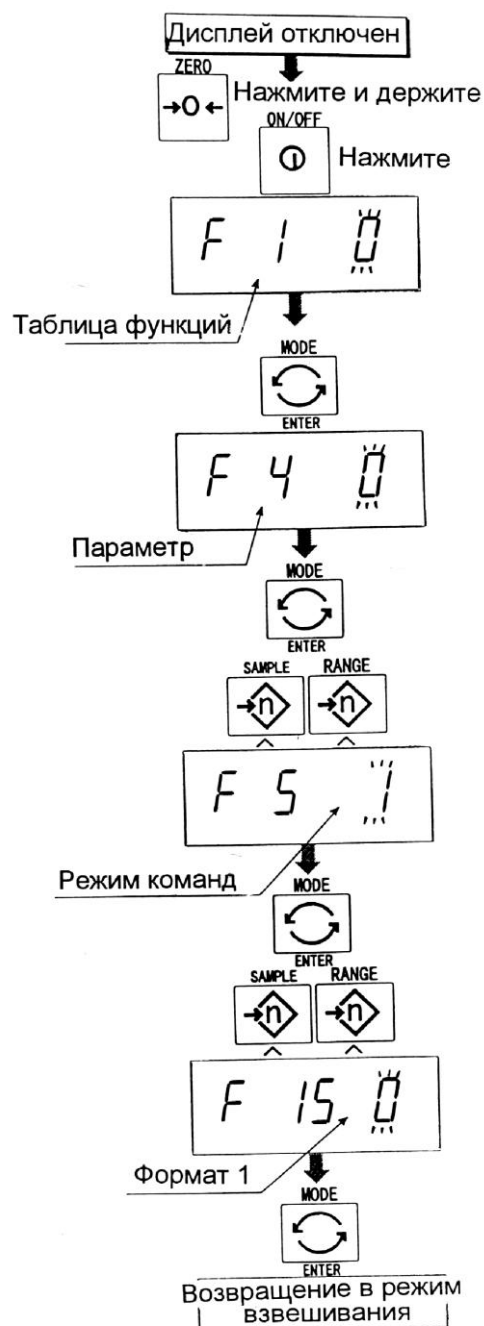 Дисплей отключен
ZERO
→0←
Нажмите и держите
ON/OFF
Нажмите
F 1 0
Таблица функций
MODE
ENTER
F 4 0
Параметр
MODE
ENTER
SAMPLE RANGE
→n →n
F 5 1
Режим команд
MODE
ENTER
SAMPLE RANGE
→n →n
F 15 0
Формат 1
MODE
ENTER
Возвращение в режим
взвешивания